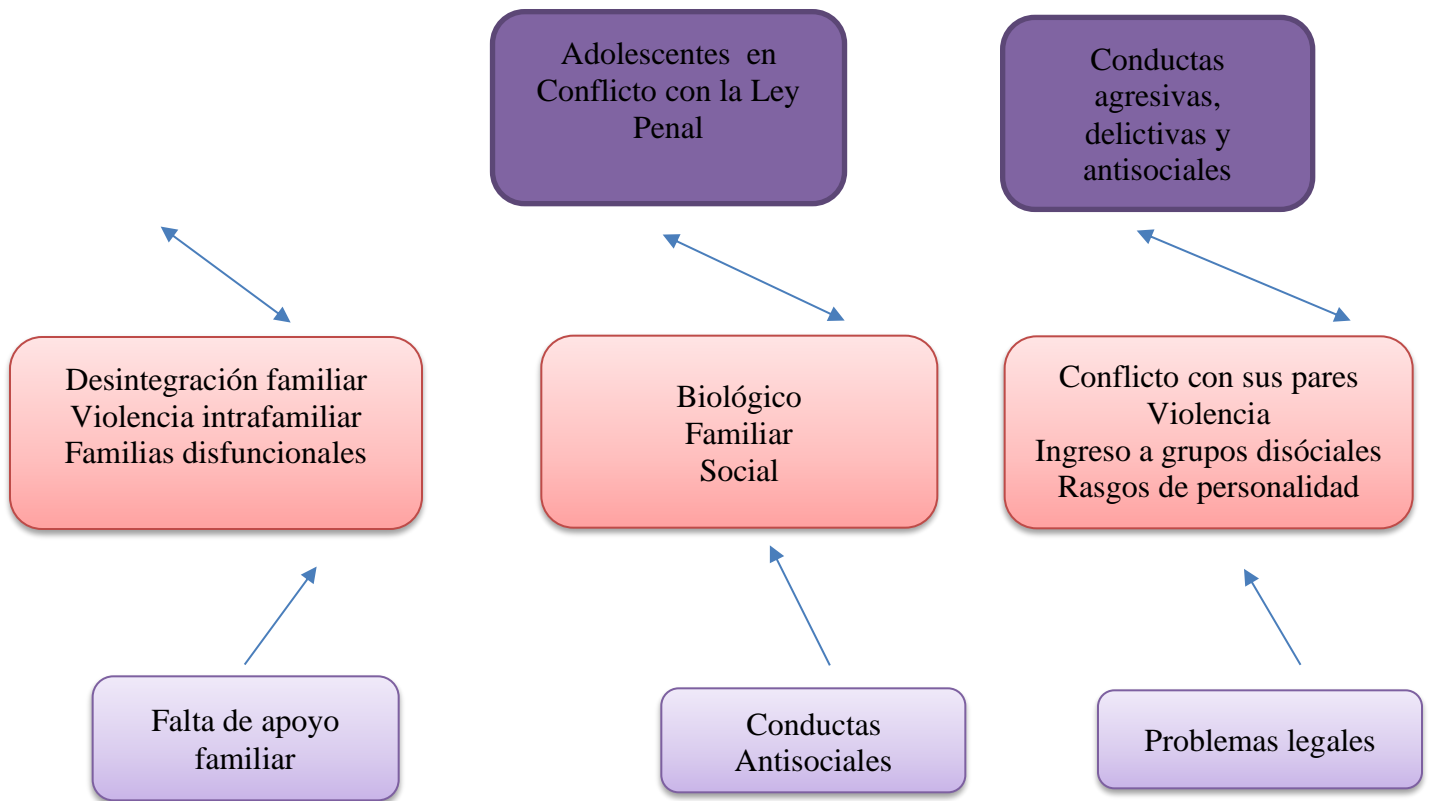 Adolescentes  en
Conflicto con la Ley
Penal
Conductas
agresivas,
delictivas y
antisociales
Desintegración familiar
Violencia intrafamiliar
Familias disfuncionales
Biológico
Familiar
Social
Conflicto con sus pares
Violencia
Ingreso a grupos disóciales
Rasgos de personalidad
Falta de apoyo
familiar
Conductas
Antisociales
Problemas legales